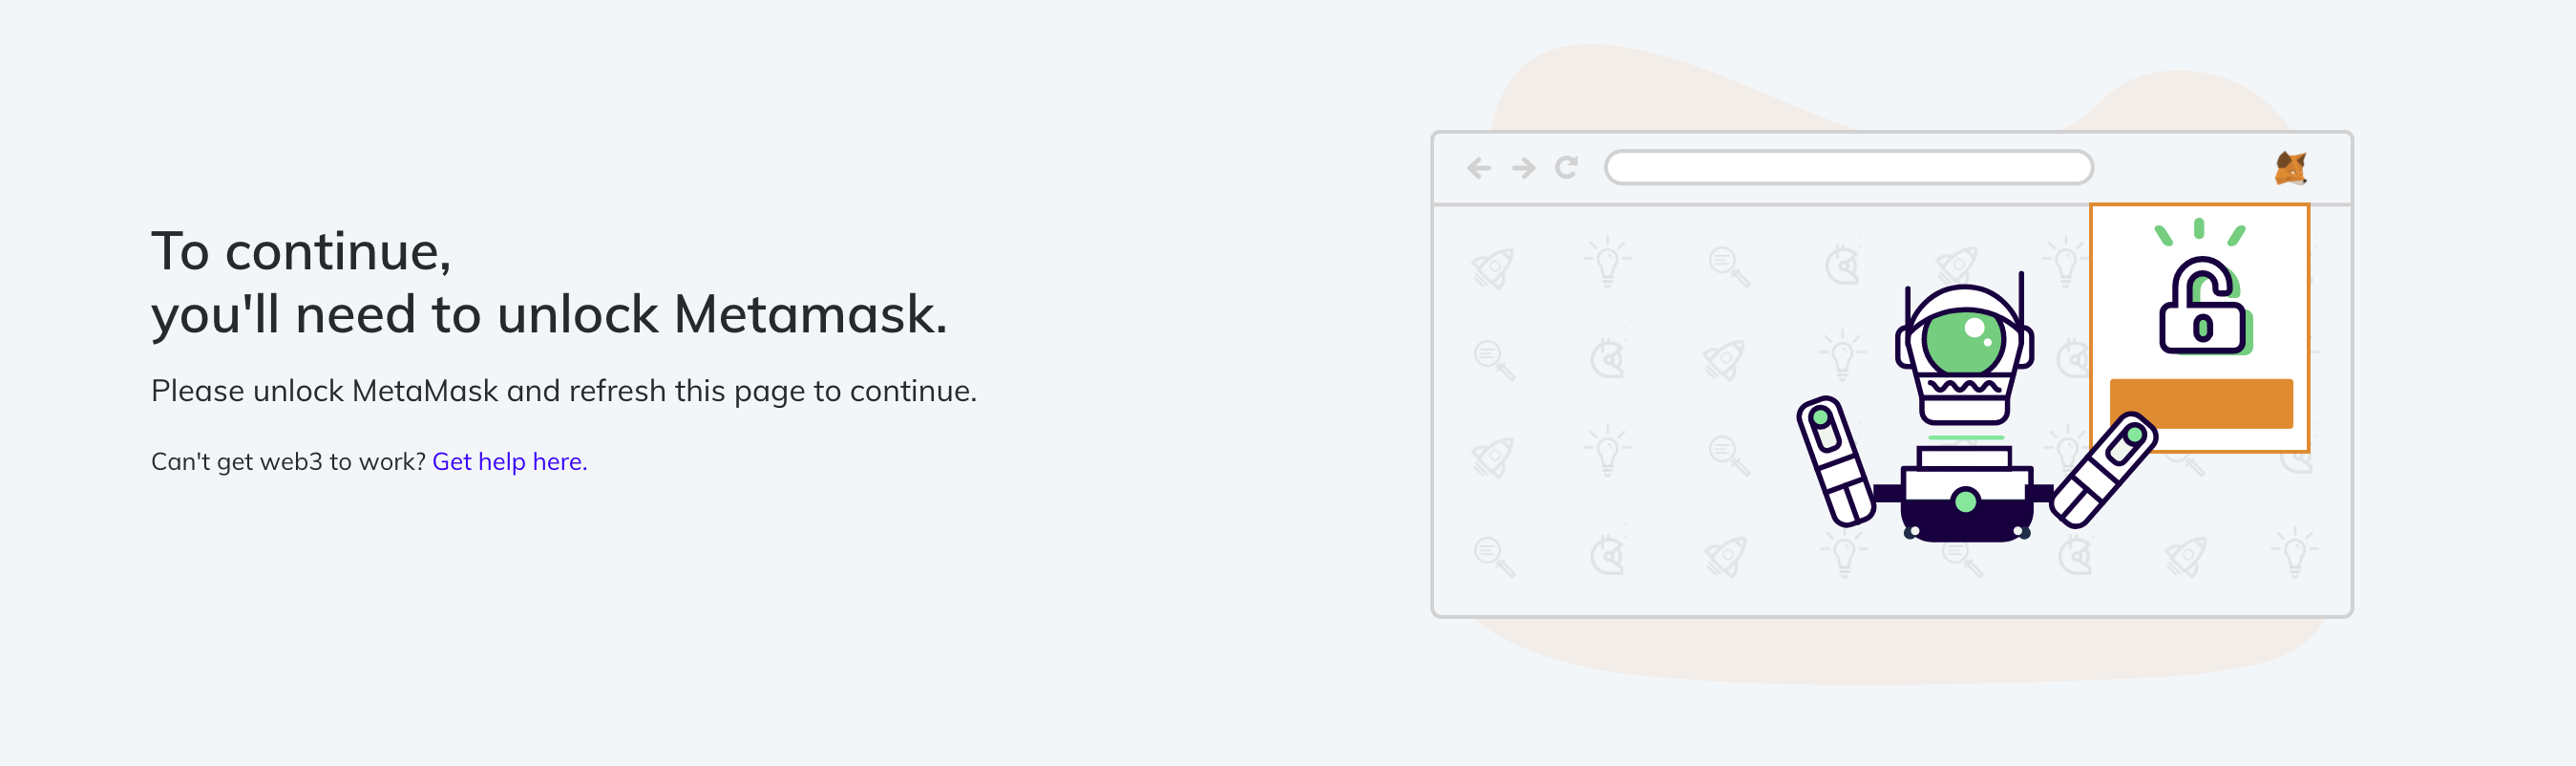 To continue,
you'll need to unlock Metamask.
Please unlock MetaMask and refresh this page to continue.
Can't get web3 to work? Get help here.